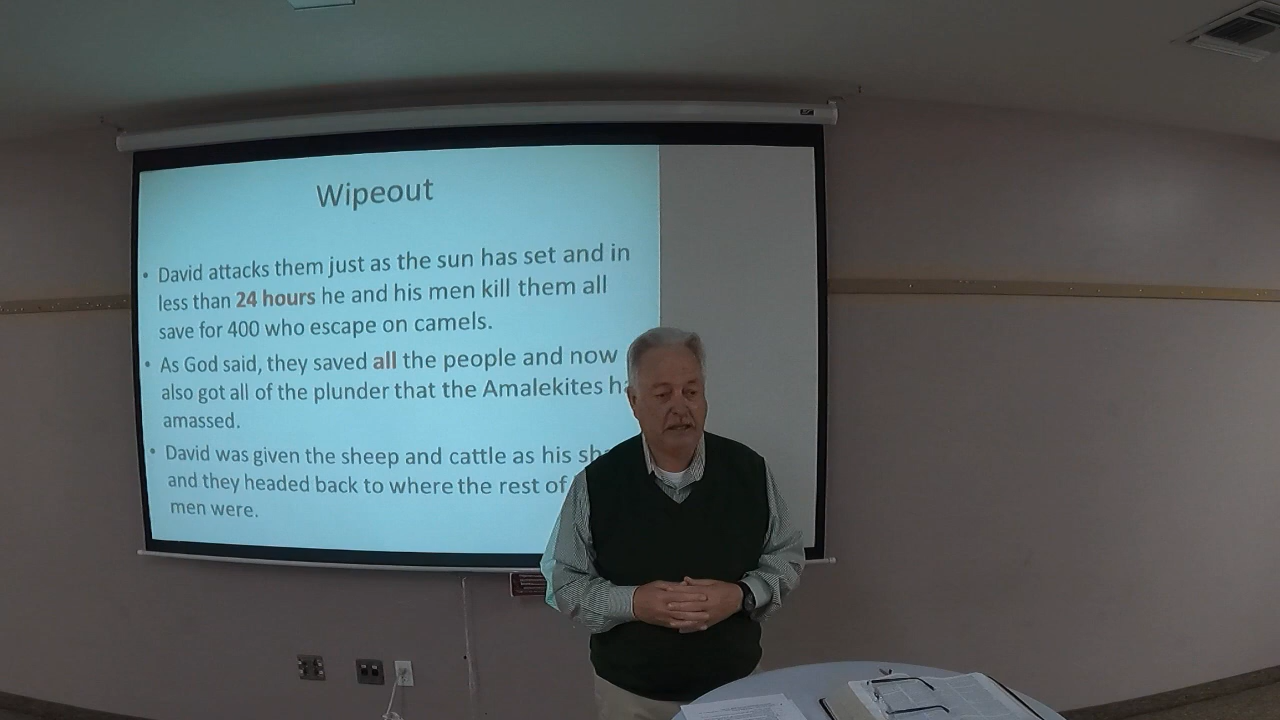 Wipeout
• David attacks them just as the sun has set and in
less than 24 hours he and his men kill them all
save for 400 who escape on camels.
• As God said, they saved all the people and now
also got all of the plunder that the Amalekites
amassed.
• David was given the sheep and cattle as his
and they headed back to where the rest of
men were.